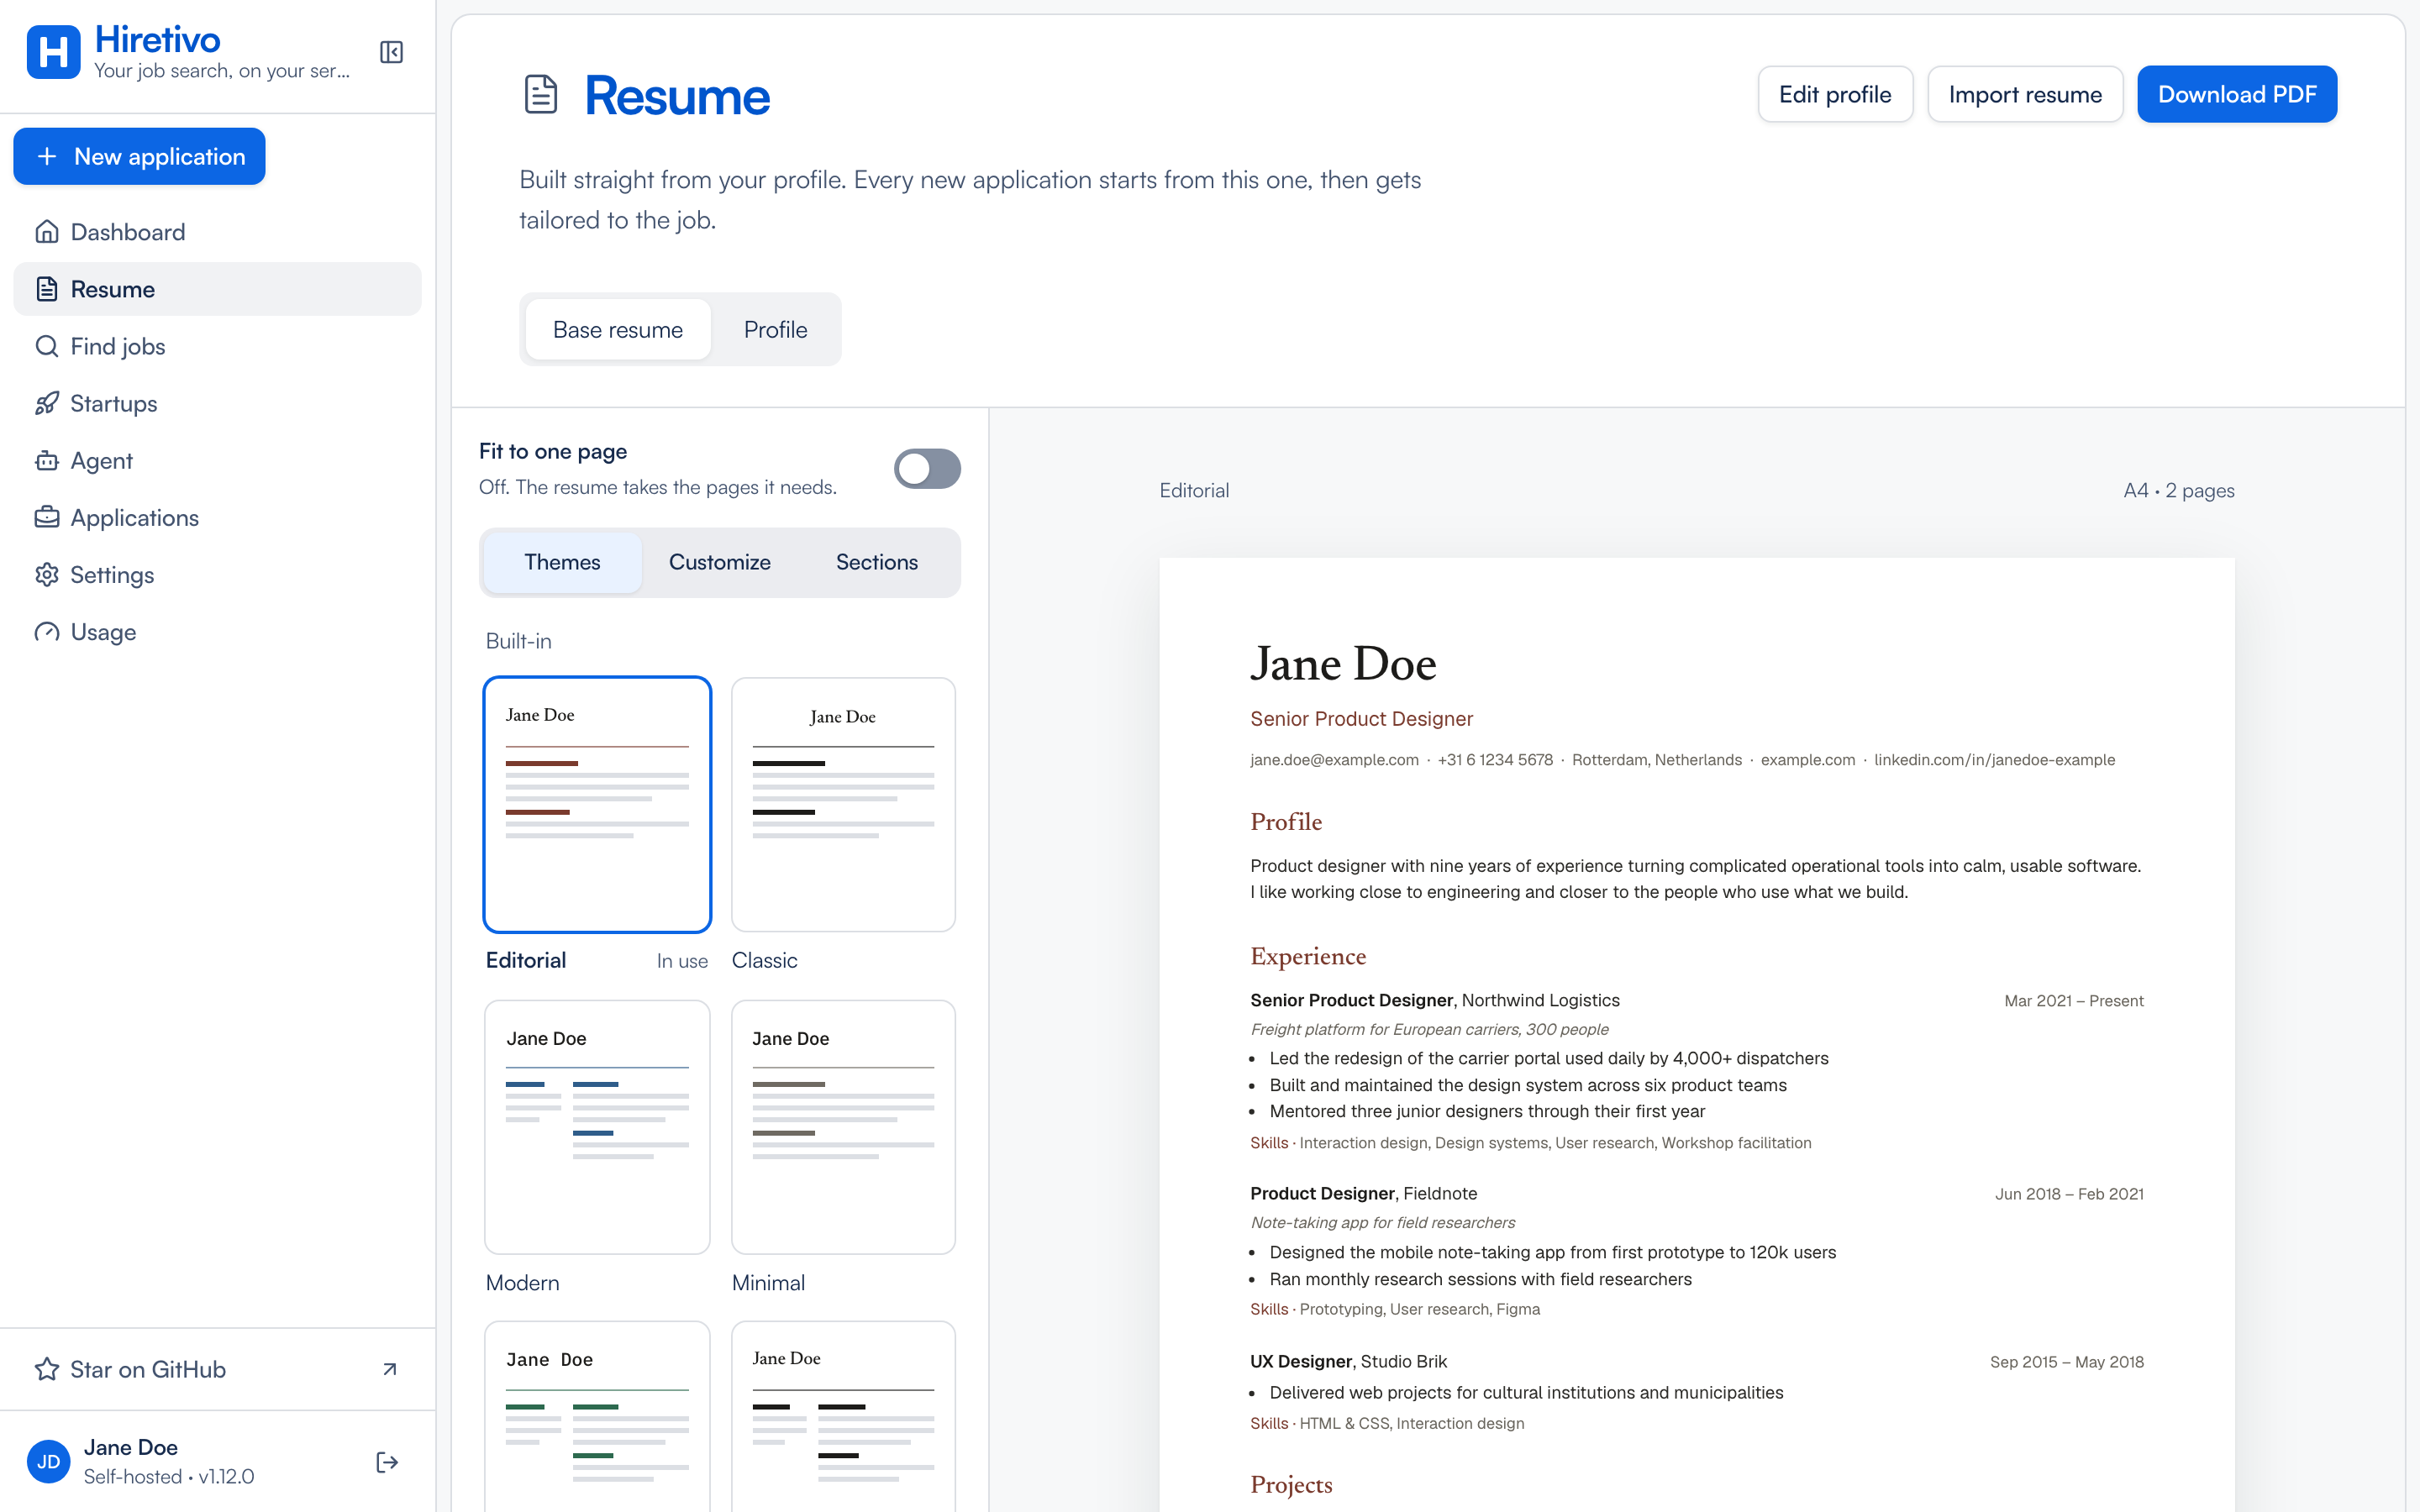 Hiretivo
Your job search, on your ser...
New application
Dashboard
Resume
Find jobs
Startups
Agent
Applications
Settings
Usage
Star on GitHub
JD
Jane Doe
Self-hosted • v1.12.0
Resume
Edit profile
Import resume
Download PDF
Built straight from your profile. Every new application starts from this one, then gets
tailored to the job.
Base resume
Profile
Fit to one page
Off. The resume takes the pages it needs.
Themes
Customize
Sections
Built-in
Jane Doe
Jane Doe
Editorial
In use
Classic
Jane Doe
Jane Doe
Modern
Minimal
Jane Doe
Jane Doe
Editorial
A4 • 2 pages
Jane Doe
Senior Product Designer
jane.doe@example.com · +31 6 1234 5678 · Rotterdam, Netherlands · example.com · linkedin.com/in/janedoe-example
Profile
Product designer with nine years of experience turning complicated operational tools into calm, usable software.
I like working close to engineering and closer to the people who use what we build.
Experience
Senior Product Designer, Northwind Logistics Mar 2021 – Present
Freight platform for European carriers, 300 people
• Led the redesign of the carrier portal used daily by 4,000+ dispatchers
• Built and maintained the design system across six product teams
• Mentored three junior designers through their first year
Skills · Interaction design, Design systems, User research, Workshop facilitation
Product Designer, Fieldnote Jun 2018 – Feb 2021
Note-taking app for field researchers
• Designed the mobile note-taking app from first prototype to 120k users
• Ran monthly research sessions with field researchers
Skills · Prototyping, User research, Figma
UX Designer, Studio Brik Sep 2015 – May 2018
• Delivered web projects for cultural institutions and municipalities
Skills · HTML & CSS, Interaction design
Projects